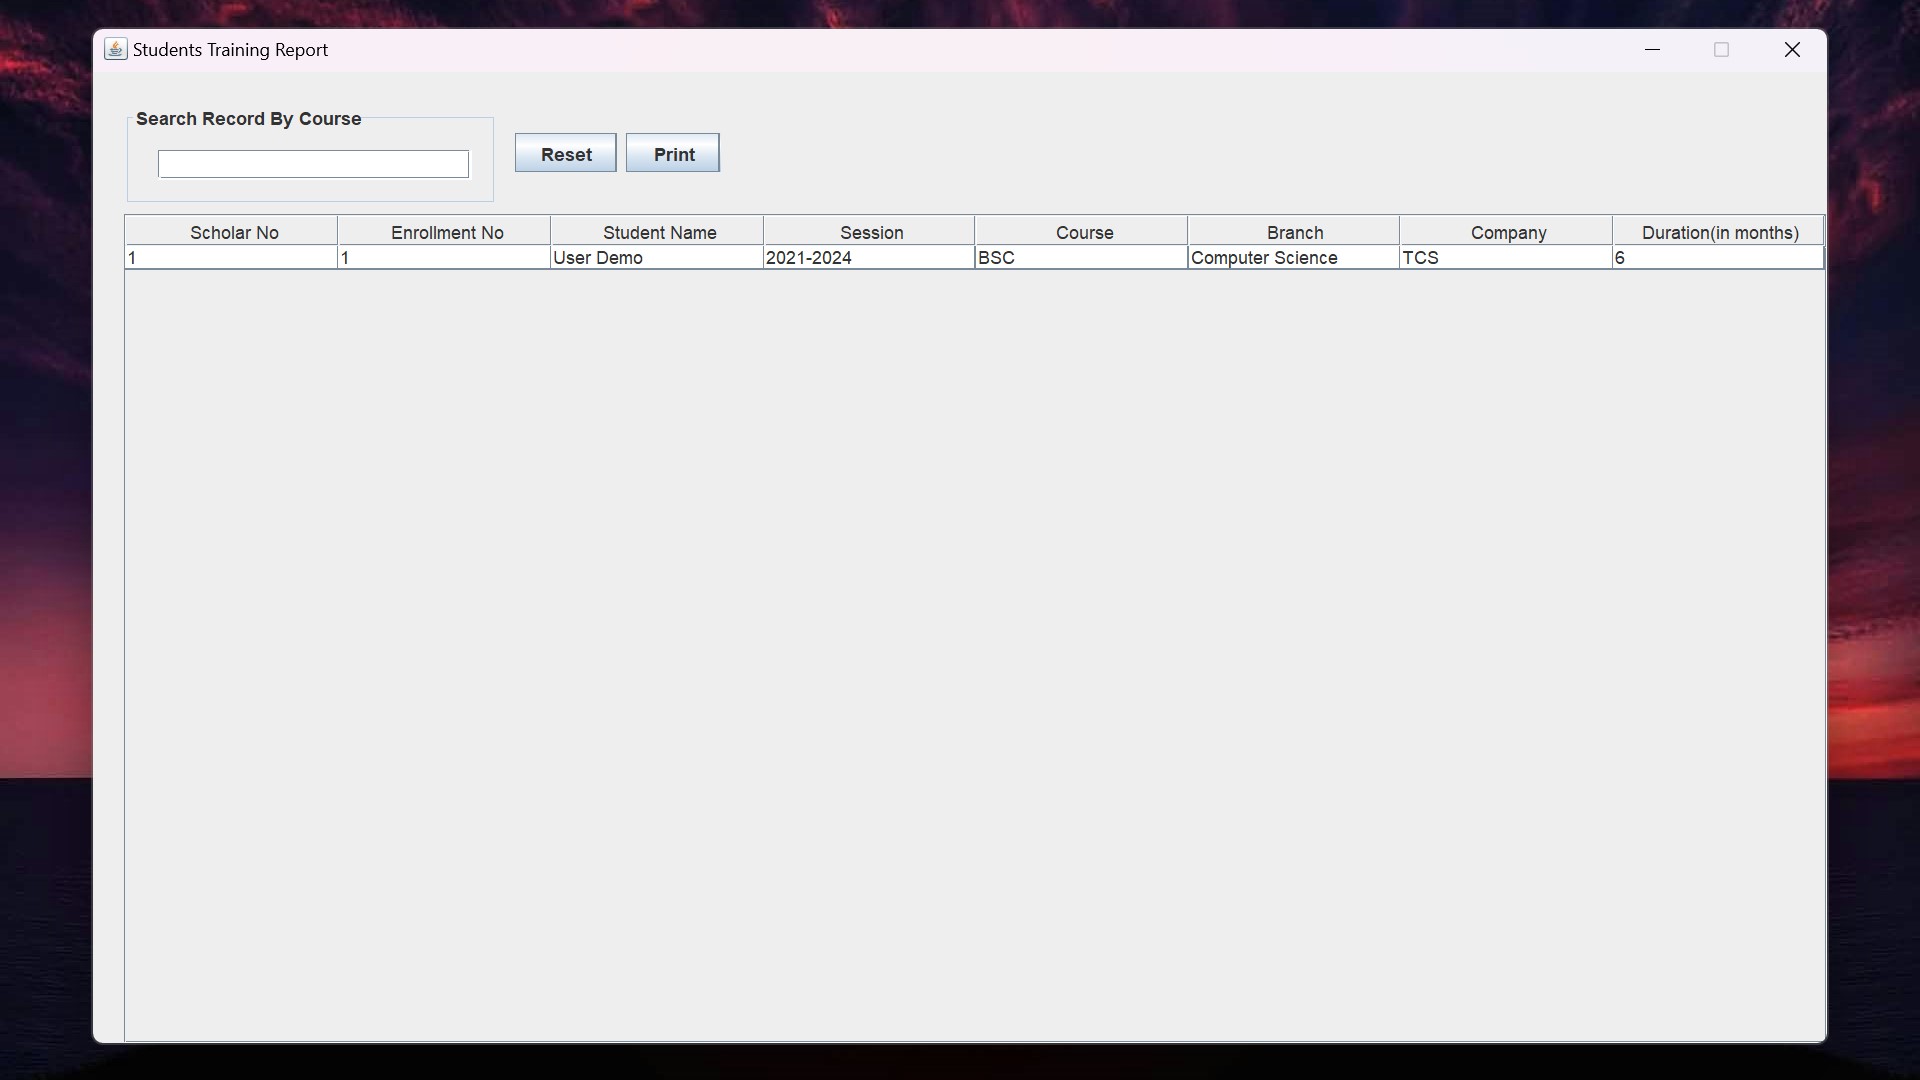 Students Training Report
Search Record By Course
Reset Print
Scholar No Enrollment No Student Name Session Course Branch Company Duration(in months)
1 1 User Demo 2021-2024 BSC Computer Science TCS 6